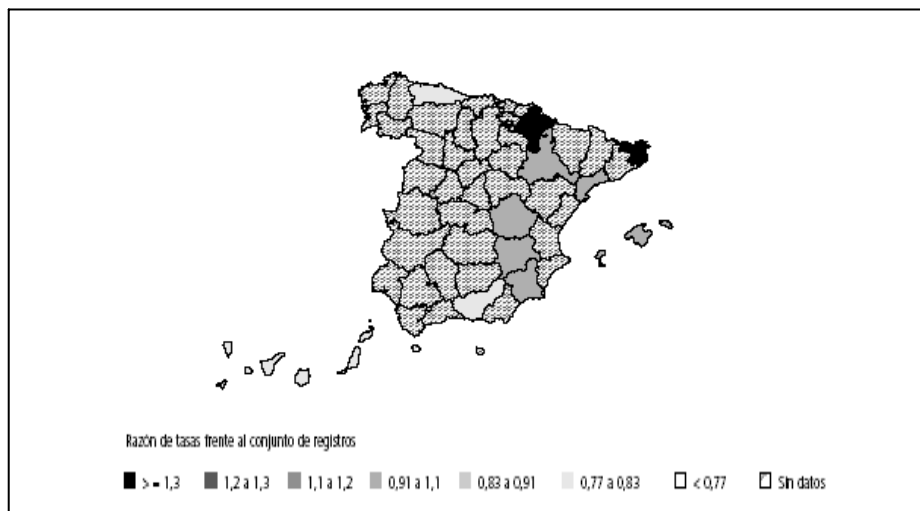 Razón de tasas frente al conjunto de registros
> = 1,3 1,2 a 1,3 1,1 a 1,2 0,91 a 1,1 0,83 a 0,91 0,77 a 0,83 < 0,77 Sin datos